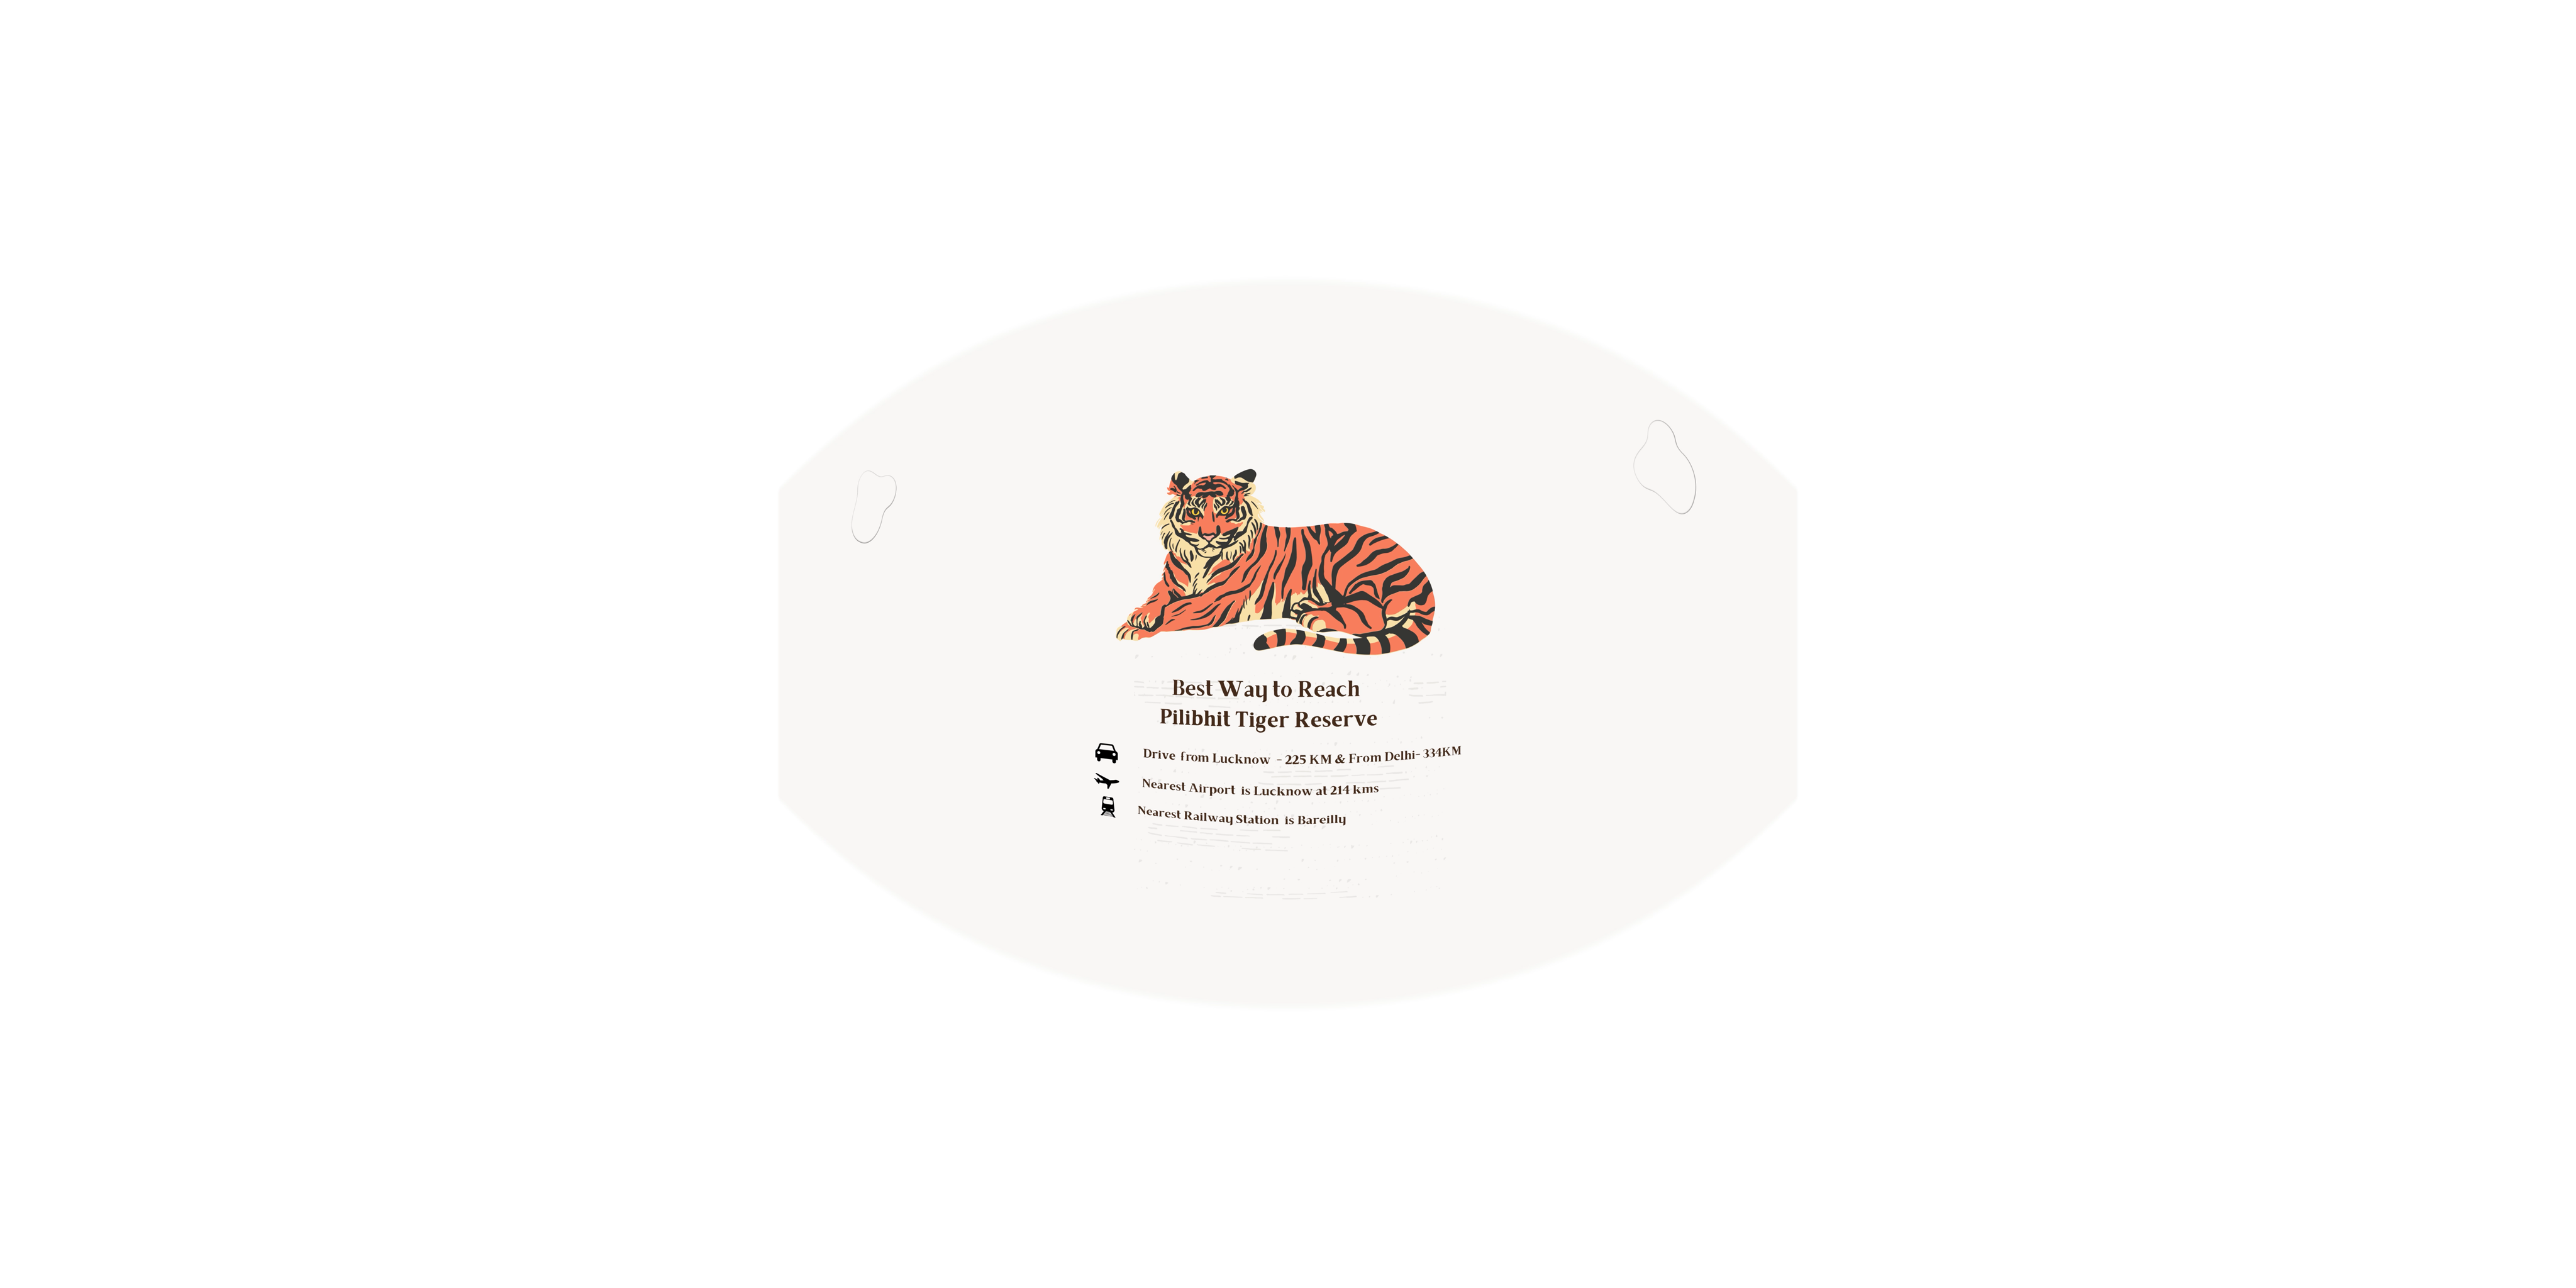 Best Way to Reach
Pilibhit Tiger Reserve
Drive from Lucknow - 225 KM & From Delhi- 334KM
Nearest Airport is Lucknow at 214 kms
Nearest Railway Station is Bareilly